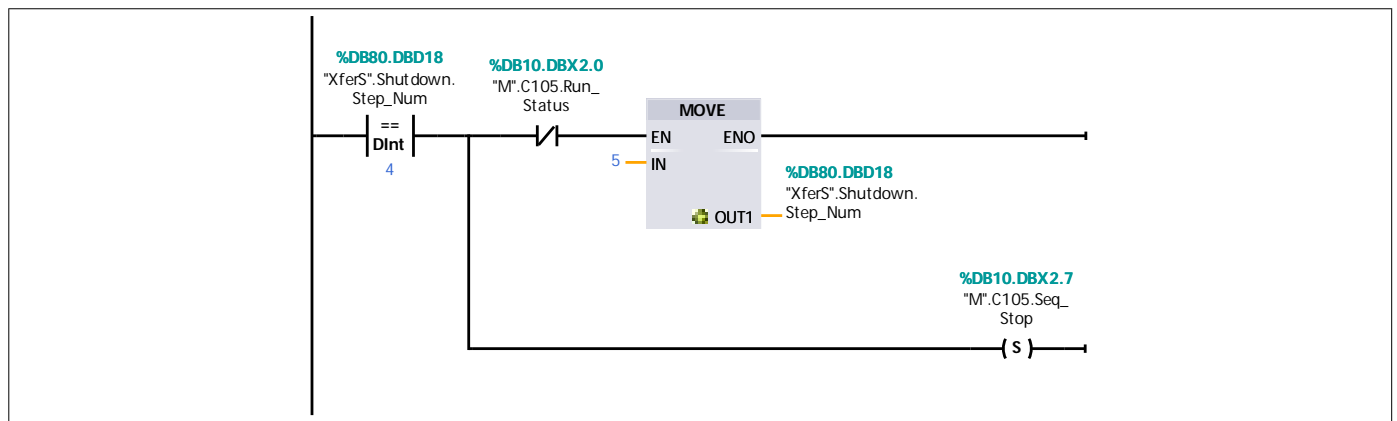 %DB80.DBD18
"XferS".Shutdown.
Step_Num
==
DInt
4
%DB10.DBX2.0
"M".C105.Run_
Status
MOVE
EN ENO
5 IN
OUT1
%DB80.DBD18
"XferS".Shutdown.
Step_Num
%DB10.DBX2.7
"M".C105.Seq_
Stop
S